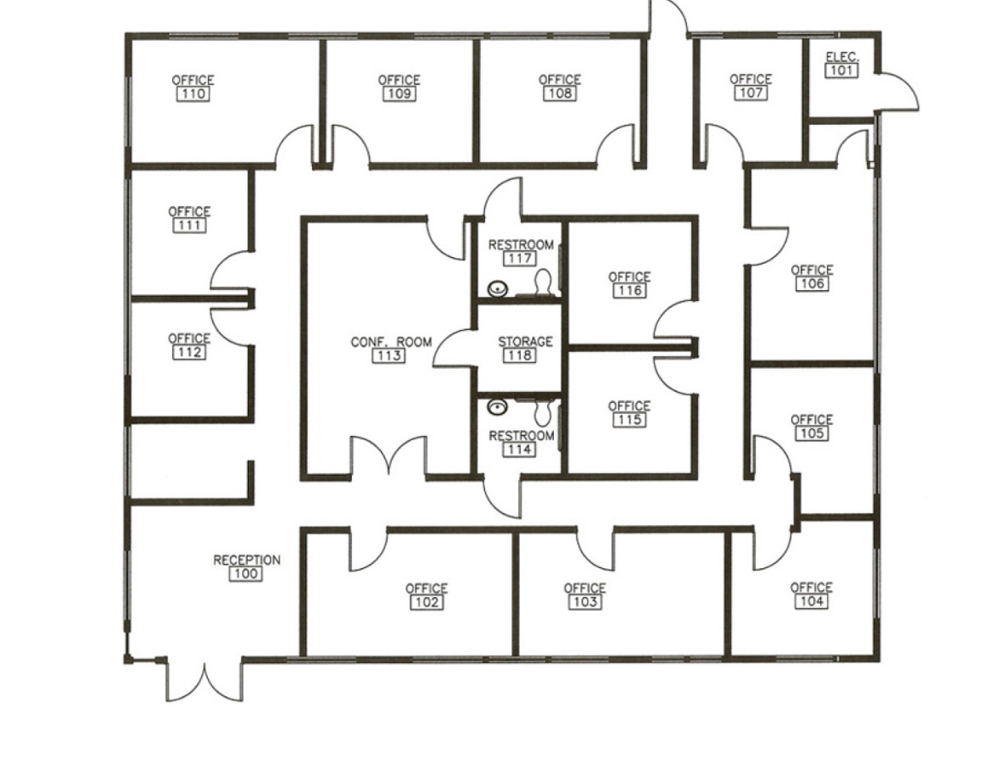 OFFICE
110
OFFICE
109
OFFICE
108
OFFICE
107
ELEC.
101
OFFICE
111
RESTROOM
117
OFFICE
116
OFFICE
106
OFFICE
112
CONF. ROOM
113
STORAGE
118
OFFICE
115
OFFICE
105
RESTROOM
114
RECEPTION
100
OFFICE
102
OFFICE
103
OFFICE
104